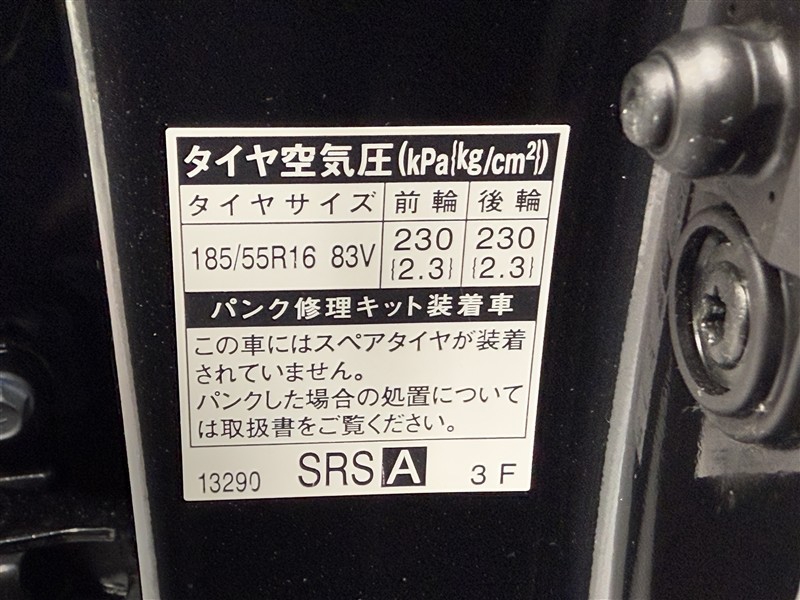 タイヤ空気圧(kPa{kg/cm²})
タイヤサイズ 前輪 後輪
185/55R16 83V 230 {2.3} 230 {2.3}
パンク修理キット装着車
この車にはスペアタイヤが装着
されていません。
パンクした場合の処置について
は取扱書をご覧ください。
13290 SRS A 3F